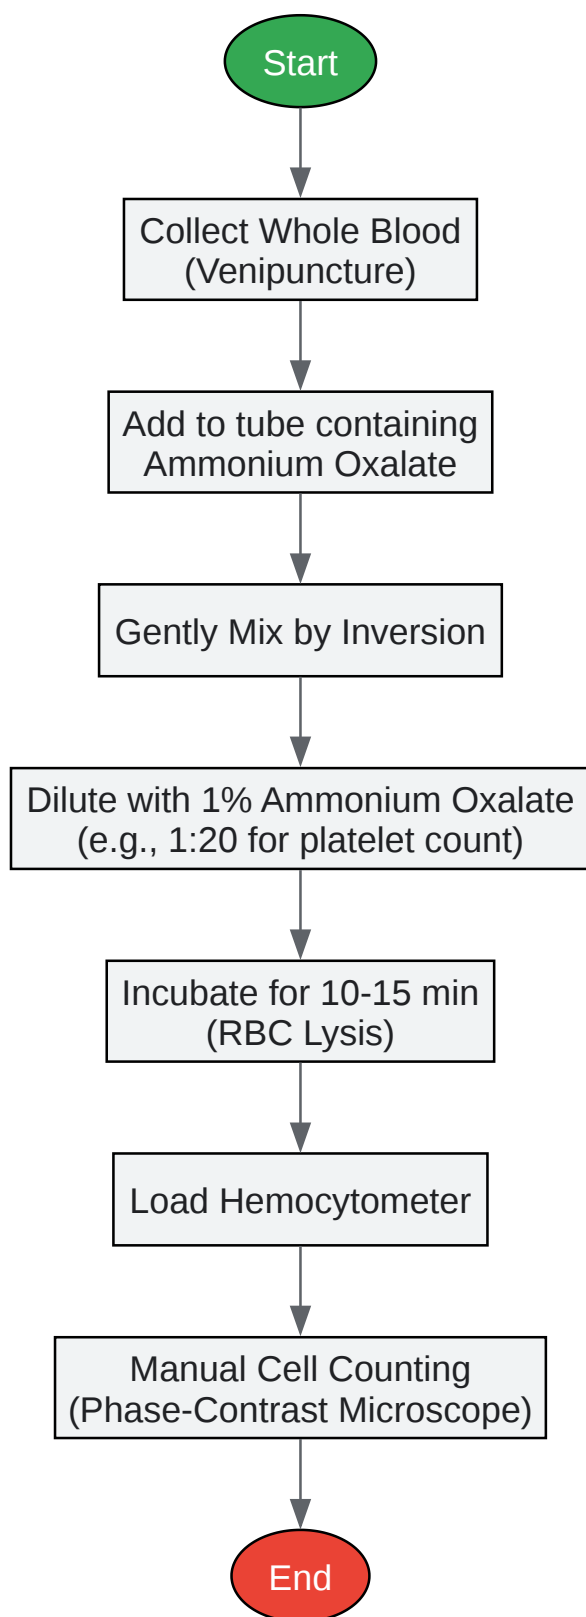 Start
Collect Whole Blood
(Venipuncture)
Add to tube containing
Ammonium Oxalate
Gently Mix by Inversion
Dilute with 1% Ammonium Oxalate
(e.g., 1:20 for platelet count)
Incubate for 10-15 min
(RBC Lysis)
Load Hemocytometer
Manual Cell Counting
(Phase-Contrast Microscope)
End